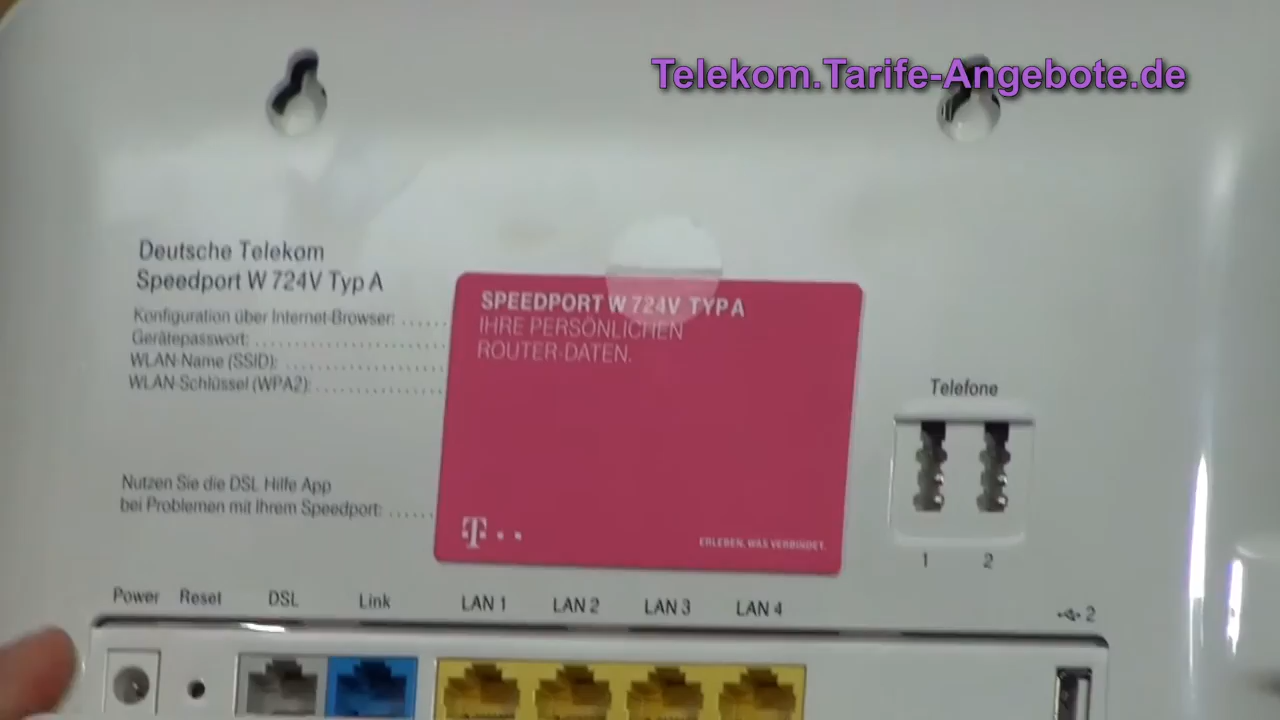 Telekom.Tarife-Angebote.de
Deutsche Telekom
Speedport W 724V Typ A
Konfiguration über Internet-Browser: ......
Gerätepasswort: ......................
WLAN-Name (SSID): ..................
WLAN-Schlüssel (WPA2): ..............
Nutzen Sie die DSL Hilfe App
bei Problemen mit Ihrem Speedport: ......
SPEEDPORT W 724V TYP A
IHRE PERSÖNLICHEN
ROUTER-DATEN.
T
ERLEBEN, WAS VERBINDET.
Telefone
1 2
Power Reset DSL Link LAN 1 LAN 2 LAN 3 LAN 4
2